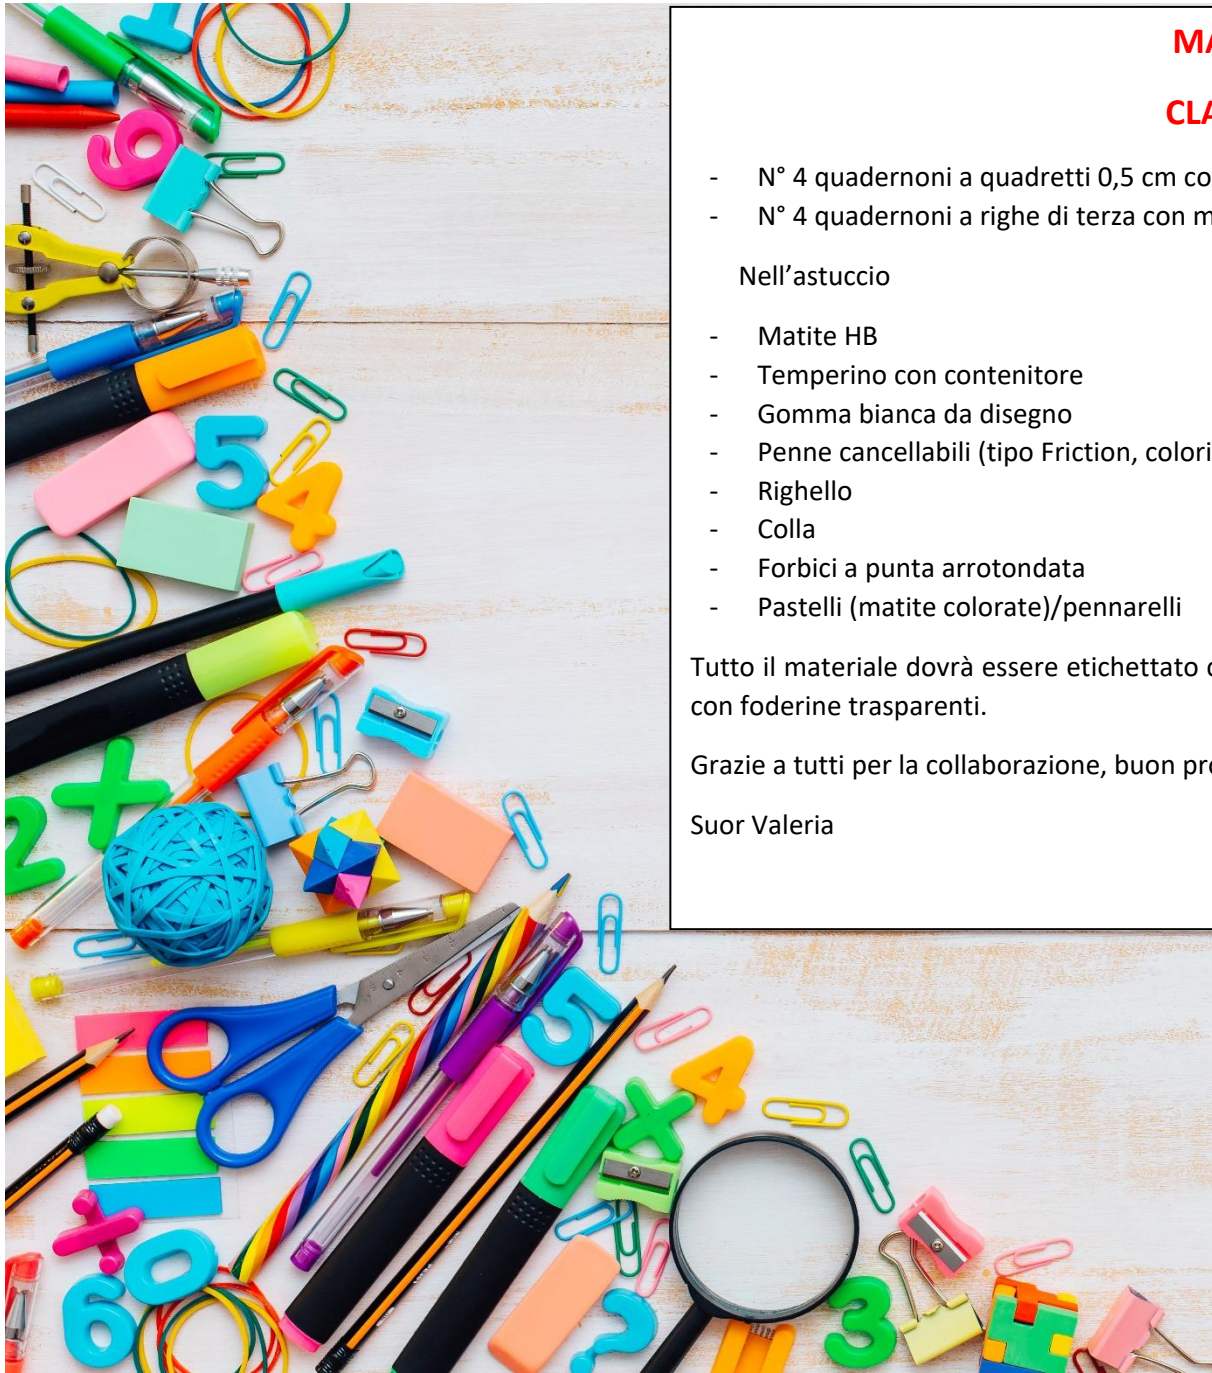 MA
CLA
- N° 4 quadernoni a quadretti 0,5 cm co
- N° 4 quadernoni a righe di terza con m
Nell’astuccio
- Matite HB
- Temperino con contenitore
- Gomma bianca da disegno
- Penne cancellabili (tipo Friction, colori
- Righello
- Colla
- Forbici a punta arrotondata
- Pastelli (matite colorate)/pennarelli
Tutto il materiale dovrà essere etichettato
con foderine trasparenti.
Grazie a tutti per la collaborazione, buon pro
Suor Valeria